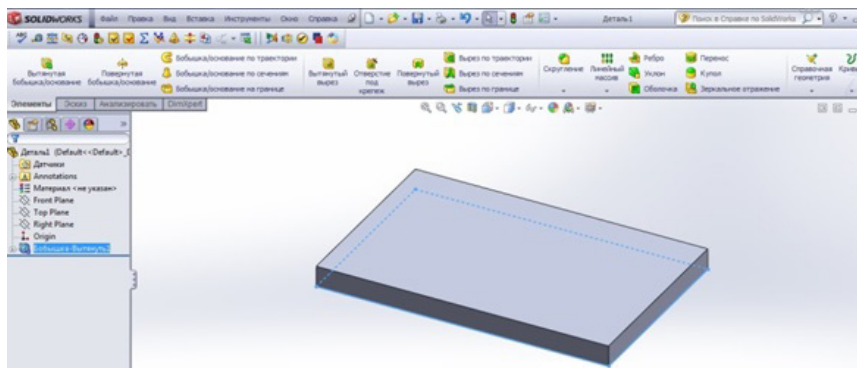 SOLIDWORKS Файл Правка Вид Вставка Инструменты Окно Справка Деталь1 Поиск в Справке по SolidWorks
Вытянутая бобышка/основание
Повернутая бобышка/основание
Бобышка/основание по траектории
Бобышка/основание по сечениям
Бобышка/основание на границе
Вытянутый вырез
Отверстие под крепеж
Повернутый вырез
Вырез по траектории
Вырез по сечениям
Вырез по границе
Скругление
Линейный массив
Ребро
Уклон
Оболочка
Перенос
Купол
Зеркальное отражение
Справочная геометрия
Элементы Эскиз Анализировать DimXpert
Деталь1 (Default<<Default>_D
Датчики
Annotations
Материал <не указан>
Front Plane
Top Plane
Right Plane
Origin
Бобышка-Вытянуть1